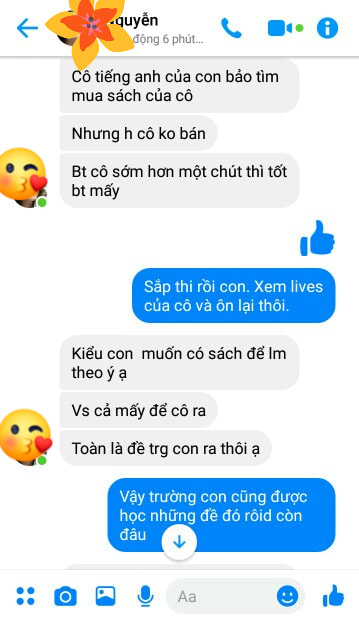 guyễn
động 6 phút...
Cô tiếng anh của con bảo tìm
mua sách của cô
Nhưng h cô ko bán
Bt cô sớm hơn một chút thì tốt
bt mấy
Sắp thi rồi con. Xem lives
của cô và ôn lại thôi.
Kiểu con muốn có sách để lm
theo ý ạ
Vs cả mấy đề cô ra
Toàn là đề trg con ra thôi ạ
Vậy trường con cũng được
học những đề đó rôid còn
đâu
Aa